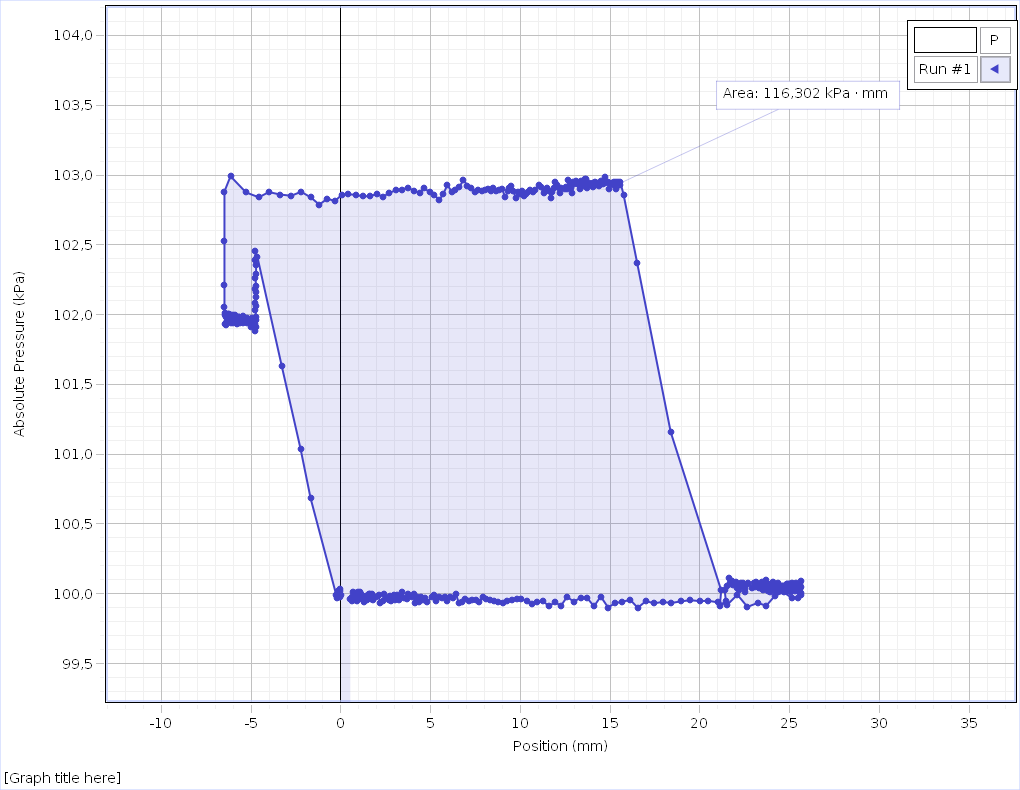 104,0
103,5
103,0
102,5
102,0
101,5
101,0
100,5
100,0
99,5
Absolute Pressure (kPa)
-10 -5 0 5 10 15 20 25 30 35
Position (mm)
Area: 116,302 kPa · mm
P
Run #1
[Graph title here]